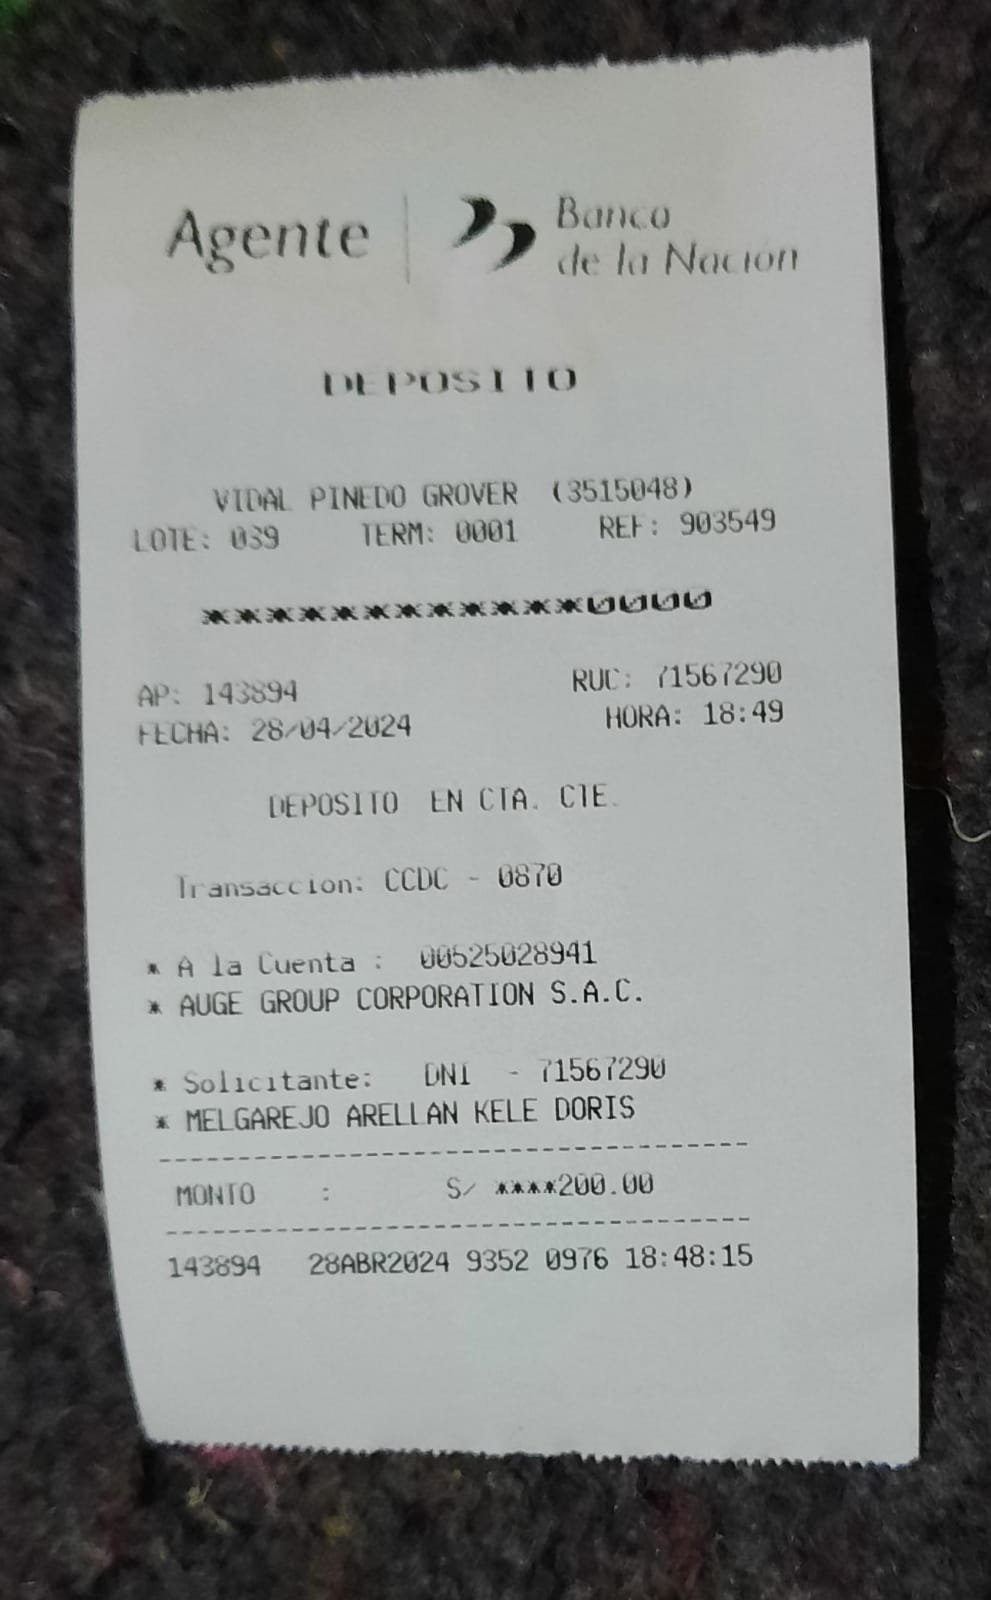 Agente
Banco
de la Nación
DEPOSITO
VIDAL PINEDO GROVER (3515048)
LOTE: 039 TERM: 0001 REF: 903549
************0000
AP: 143894 RUC: 71567290
FECHA: 28/04/2024 HORA: 18:49
DEPOSITO EN CTA. CTE.
Transaccion: CCDC - 0870
* A la Cuenta : 00525028941
* AUGE GROUP CORPORATION S.A.C.
* Solicitante: DNI - 71567290
* MELGAREJO ARELLAN KELE DORIS
MONTO : S/ ****200.00
143894 28ABR2024 9352 0976 18:48:15